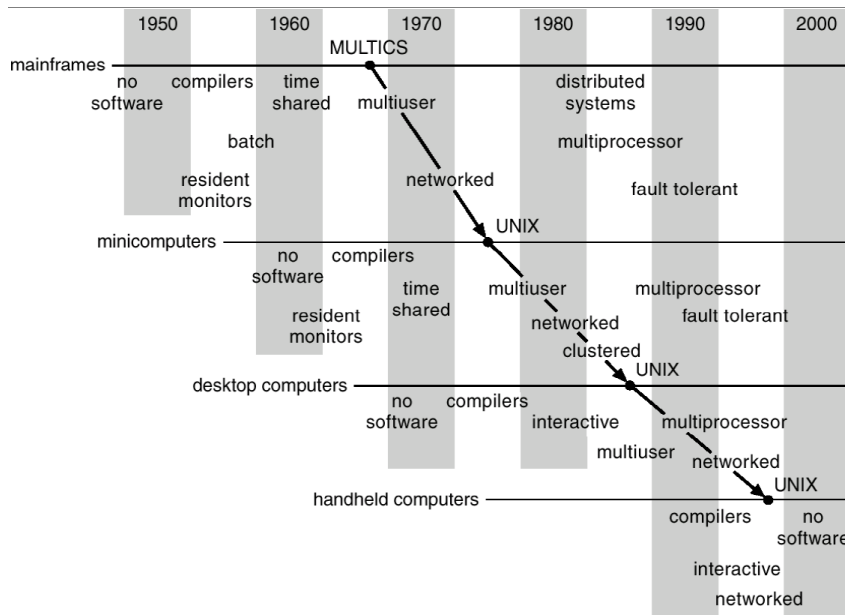 1950 1960 1970 1980 1990 2000
MULTICS
mainframes
no software compilers time shared multiuser distributed systems
batch multiprocessor
resident monitors networked fault tolerant
UNIX
minicomputers
no software compilers
time shared multiuser multiprocessor
resident monitors networked fault tolerant
clustered
UNIX
desktop computers
no software compilers
interactive multiprocessor
multiuser networked
UNIX
handheld computers
compilers no software
interactive
networked